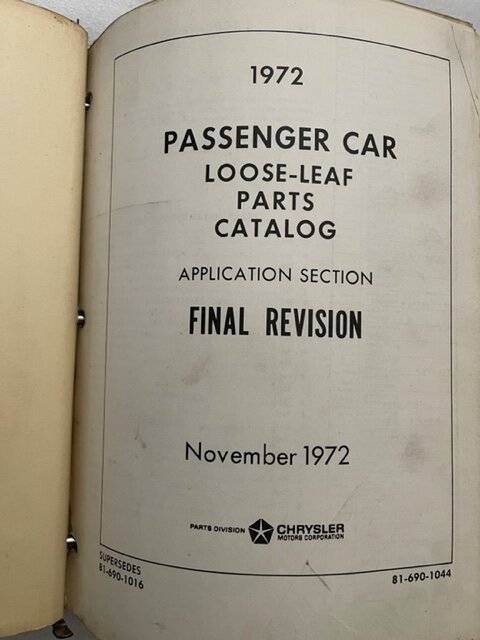 1972
PASSENGER CAR
LOOSE-LEAF
PARTS
CATALOG
APPLICATION SECTION
FINAL REVISION
November 1972
PARTS DIVISION CHRYSLER
MOTORS CORPORATION
SUPERSEDES
81-690-1016
81-690-1044